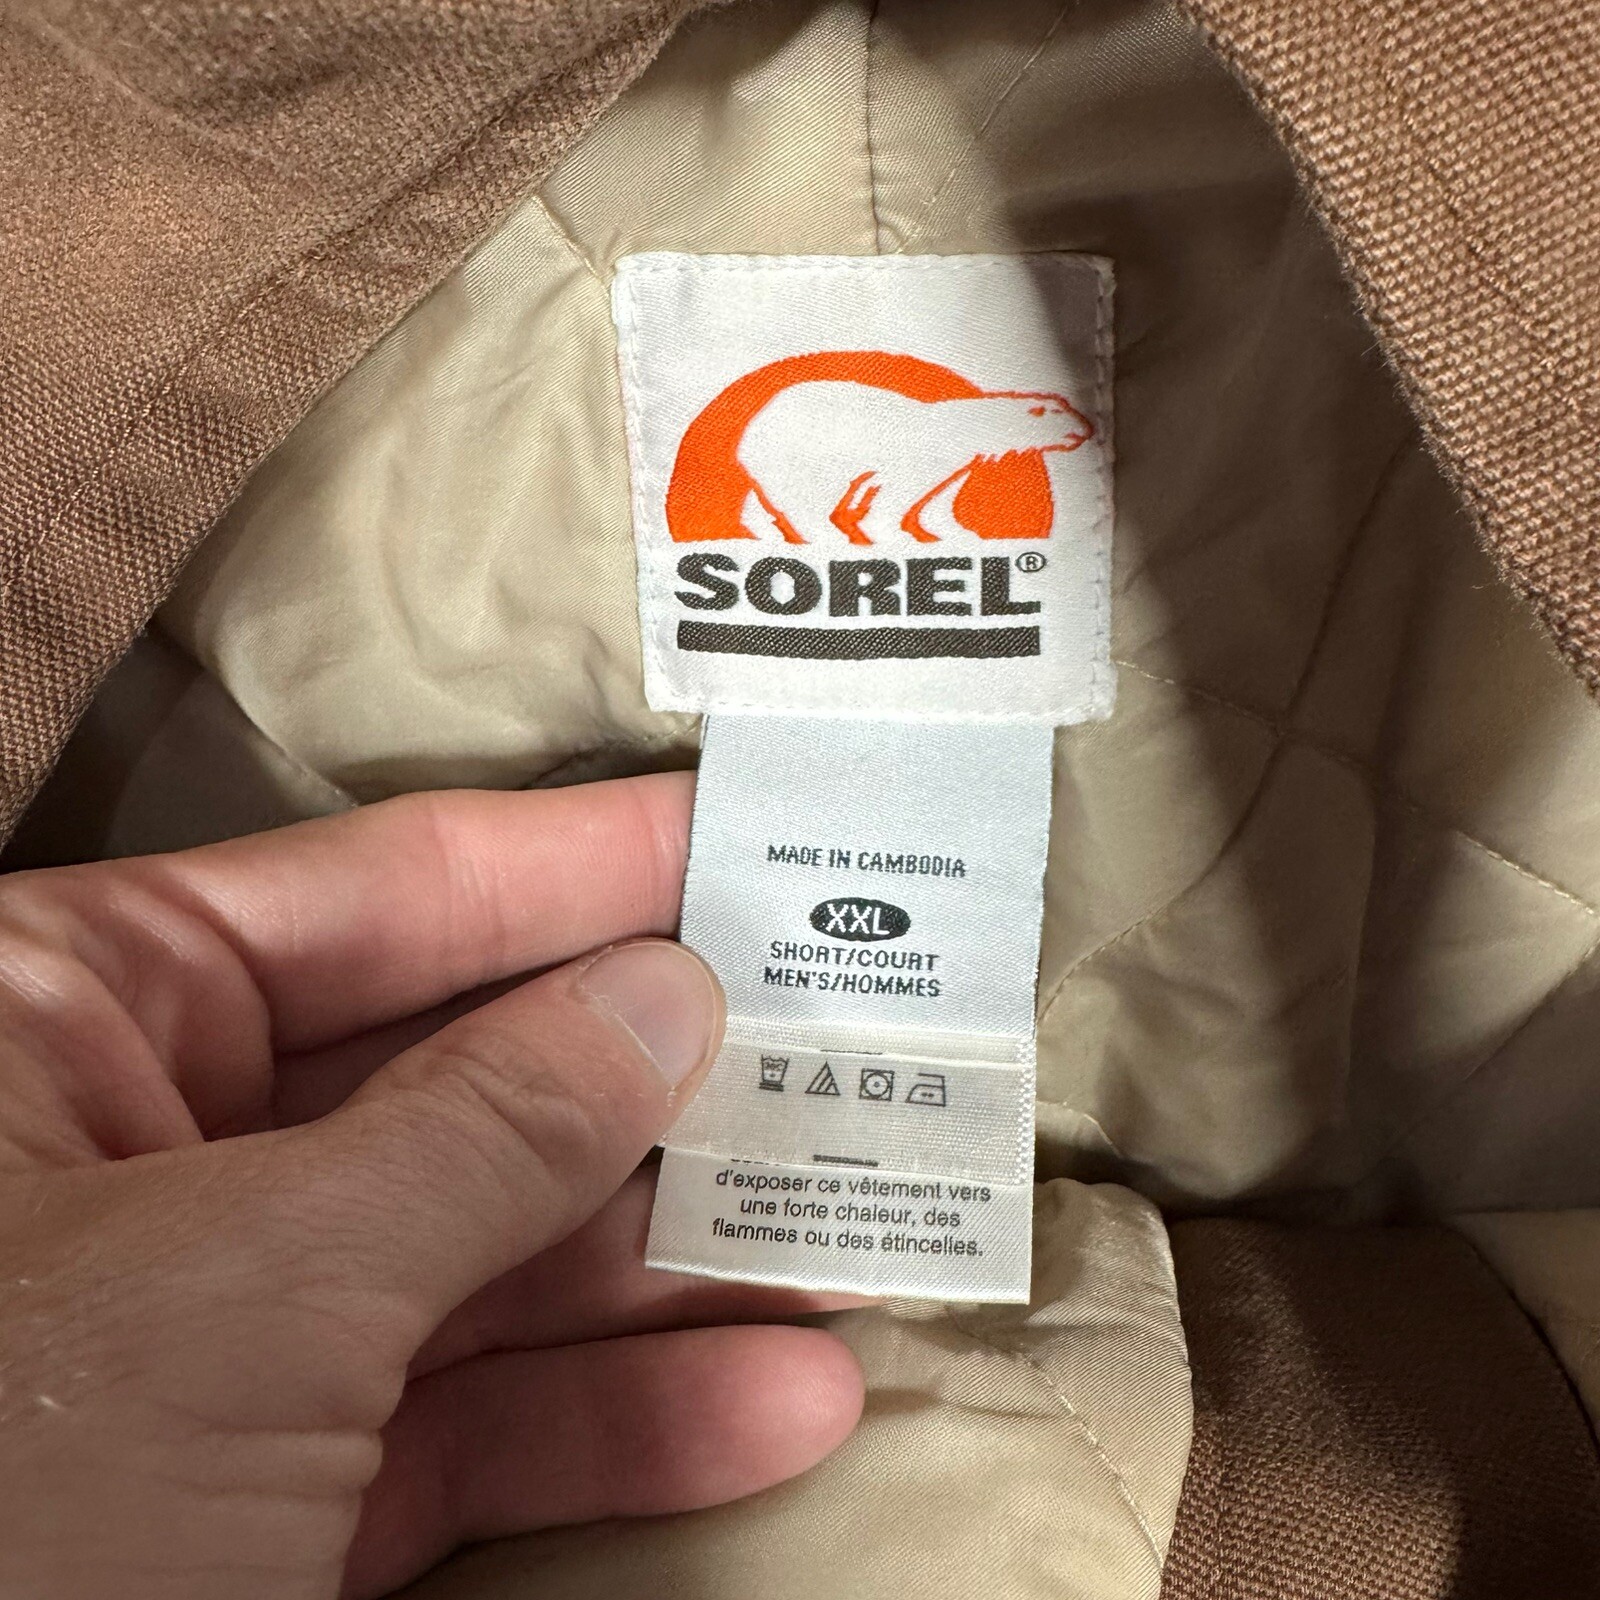 SOREL®
MADE IN CAMBODIA
XXL
SHORT/COURT
MEN'S/HOMMES
d'exposer ce vêtement vers
une forte chaleur, des
flammes ou des étincelles.